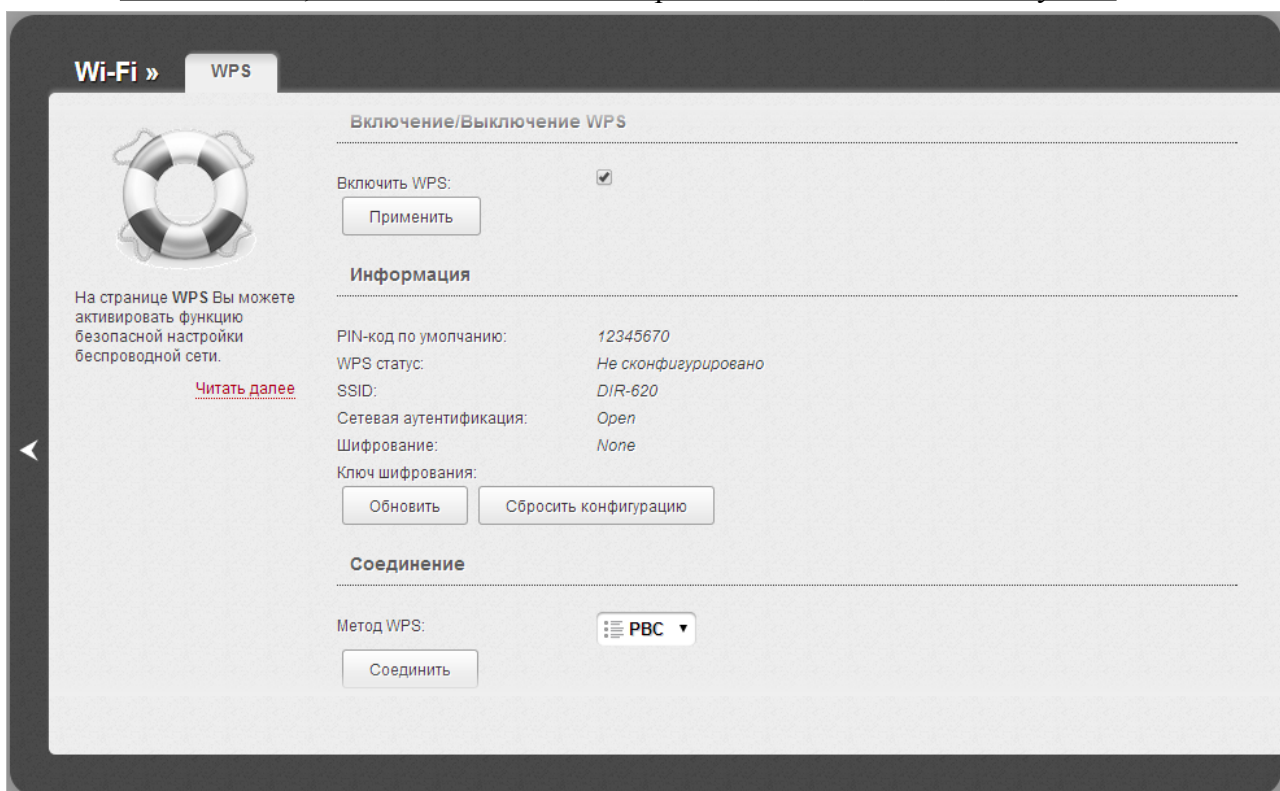 Wi-Fi »
WPS
На странице WPS Вы можете
активировать функцию
безопасной настройки
беспроводной сети.
Читать далее
Включение/Выключение WPS
Включить WPS:
Применить
Информация
PIN-код по умолчанию: 12345670
WPS статус: Не сконфигурировано
SSID: DIR-620
Сетевая аутентификация: Open
Шифрование: None
Ключ шифрования:
Обновить Сбросить конфигурацию
Соединение
Метод WPS: PBC
Соединить